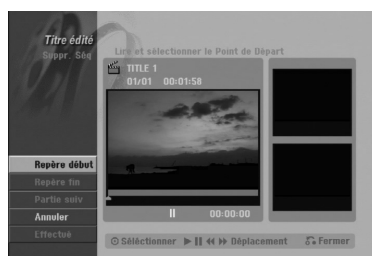 Titre édité
Suppr. Séq
Lire et sélectionner le Point de Départ
TITLE 1
01/01 00:01:58
Repère début
Repère fin
Partie suiv
Annuler
Effectué
00:00:00
Séléctionner Déplacement Fermer